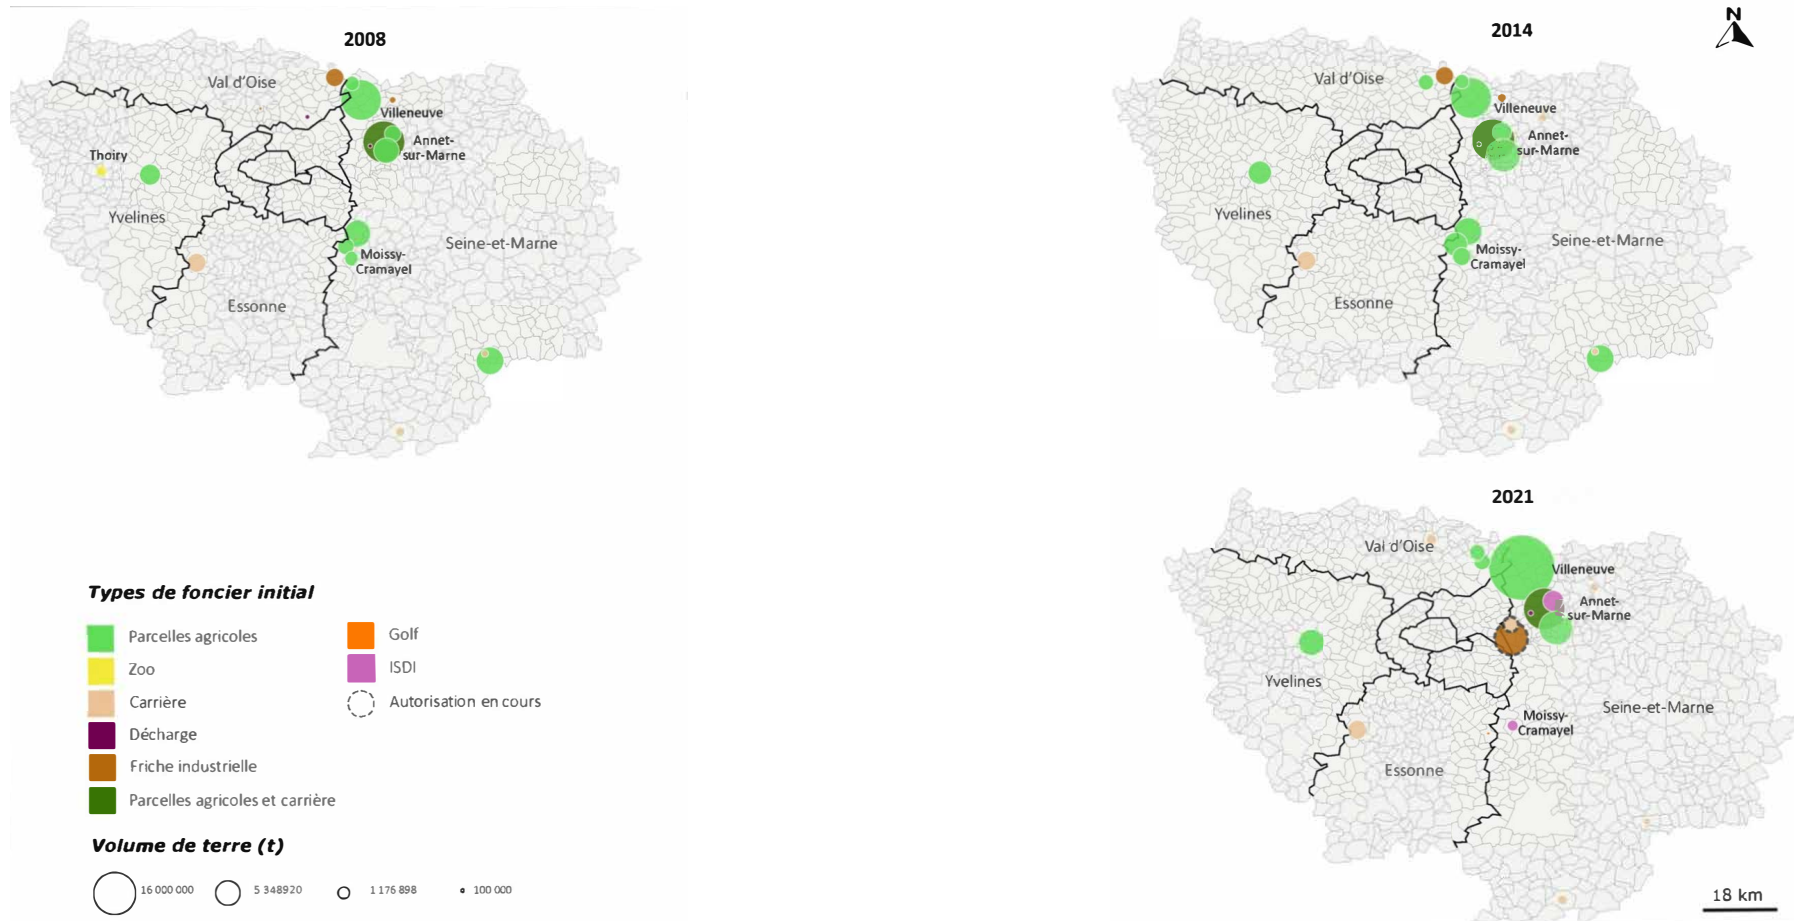 2008
Val d'Oise
Villeneuve
Annet-
sur-Marne
Thoiry
Yvelines
Seine-et-Marne
Moissy-
Cramayel
Essonne
N
2014
Val d'Oise
Villeneuve
Annet-
sur-Marne
Yvelines
Seine-et-Marne
Moissy-
Cramayel
Essonne
2021
Val d'Oise
Villeneuve
Annet-
sur-Marne
Yvelines
Seine-et-Marne
Moissy-
Cramayel
Essonne
18 km
Types de foncier initial
Parcelles agricoles
Zoo
Carrière
Décharge
Friche industrielle
Parcelles agricoles et carrière
Golf
ISDI
Autorisation en cours
Volume de terre (t)
16 000 000
5 348920
1 176 898
100 000